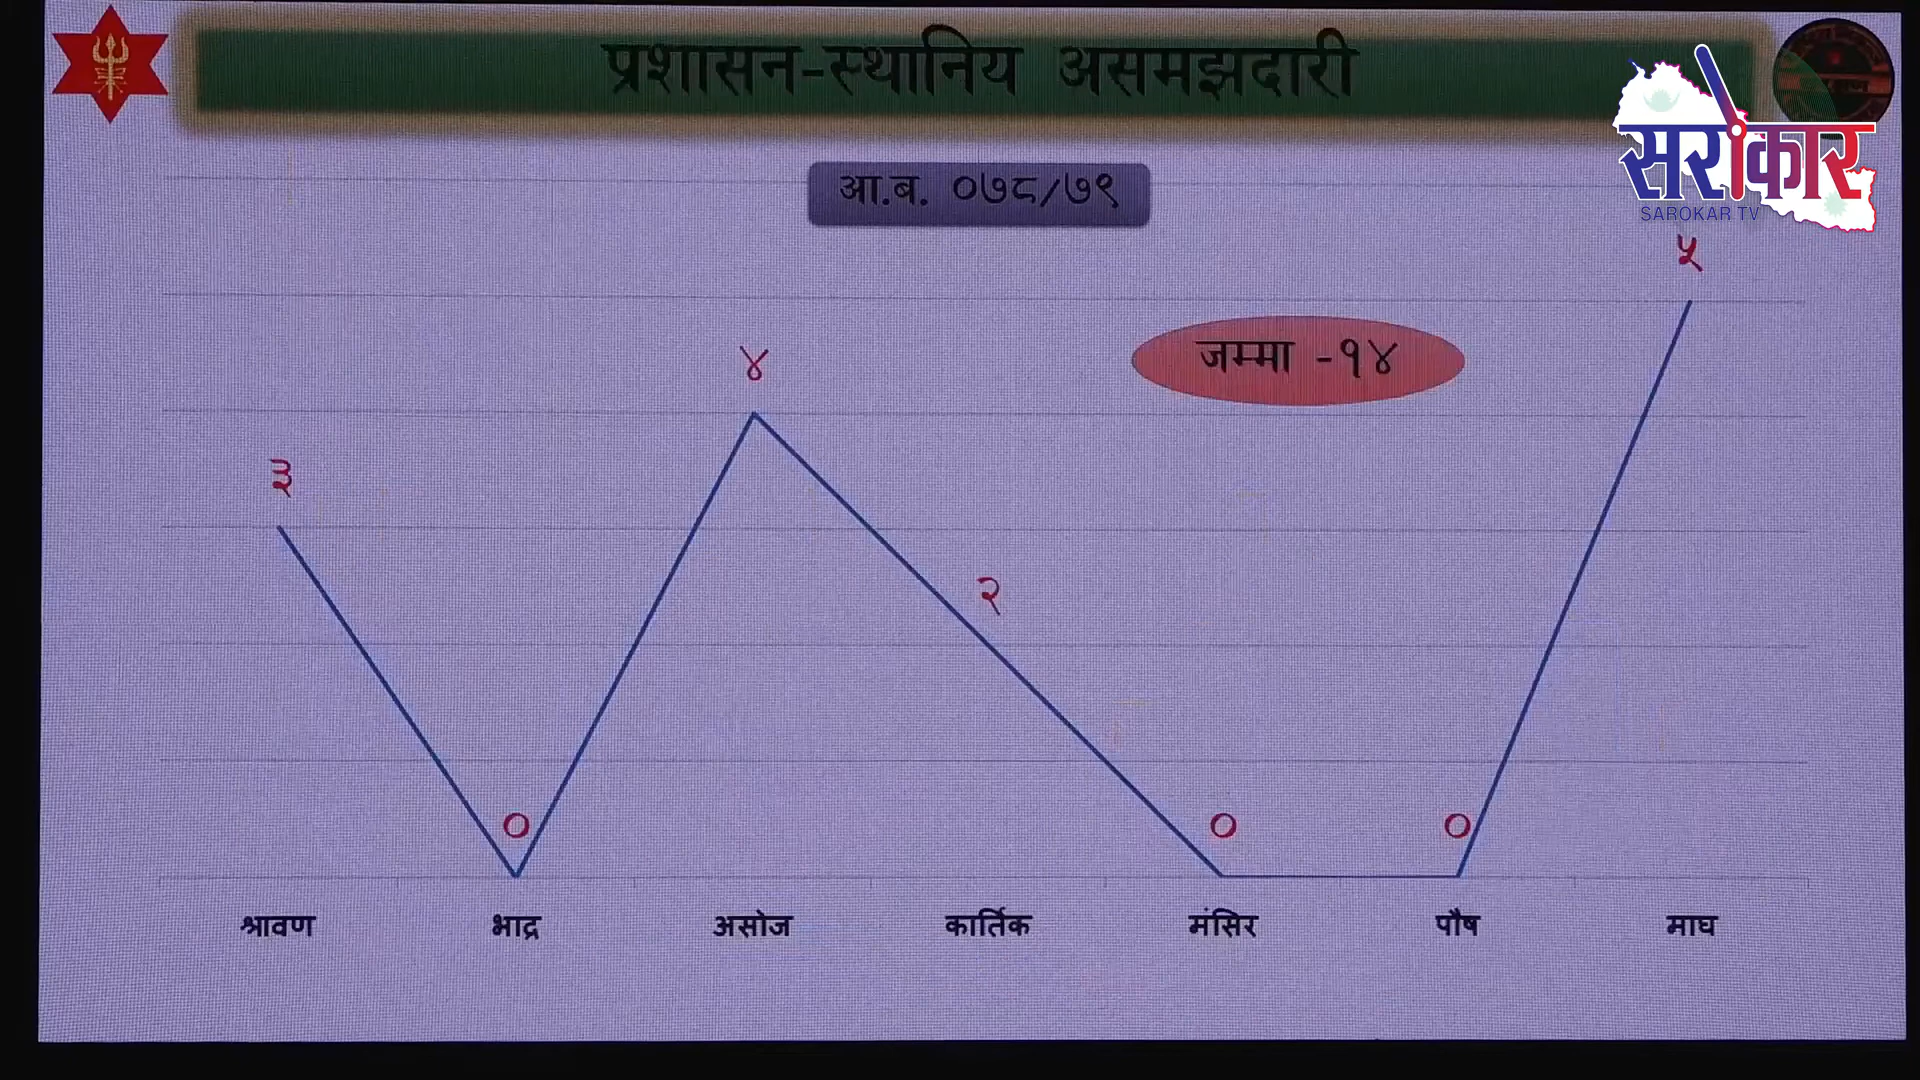 प्रशासन-स्थानिय असमझदारी
सरोकार
SAROKAR TV
आ.ब. ०७८/७९
५
जम्मा -१४
४
३
२
० ० ०
श्रावण भाद्र असोज कार्तिक मंसिर पौष माघ